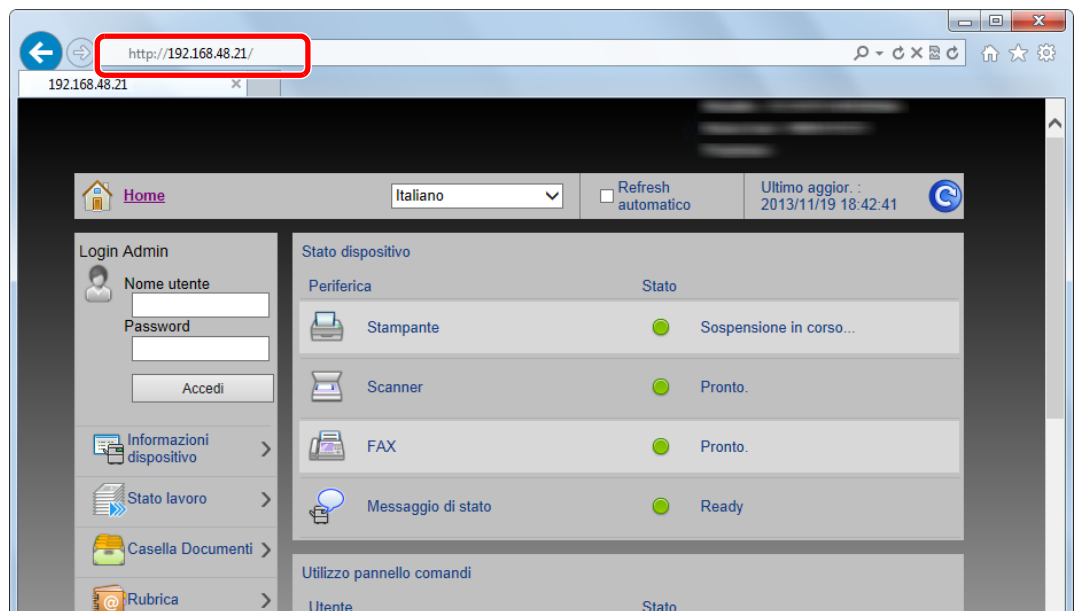 http://192.168.48.21/
192.168.48.21
Home
Italiano
Refresh automatico
Ultimo aggior. :
2013/11/19 18:42:41
Login Admin
Nome utente
Password
Accedi
Informazioni
dispositivo
Stato lavoro
Casella Documenti
Rubrica
Stato dispositivo
Periferica Stato
Stampante Sospensione in corso...
Scanner Pronto.
FAX Pronto.
Messaggio di stato Ready
Utilizzo pannello comandi
Utente Stato